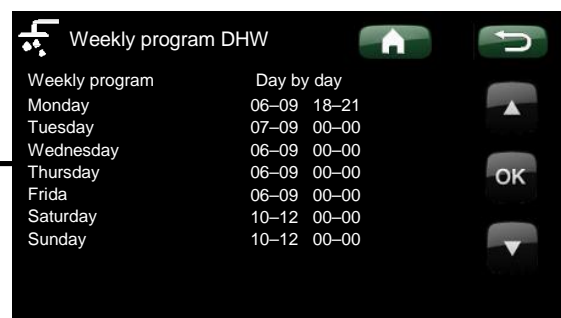 Weekly program DHW
Weekly program Day by day
Monday 06–09 18–21
Tuesday 07–09 00–00
Wednesday 06–09 00–00
Thursday 06–09 00–00
OK
Frida 06–09 00–00
Saturday 10–12 00–00
Sunday 10–12 00–00